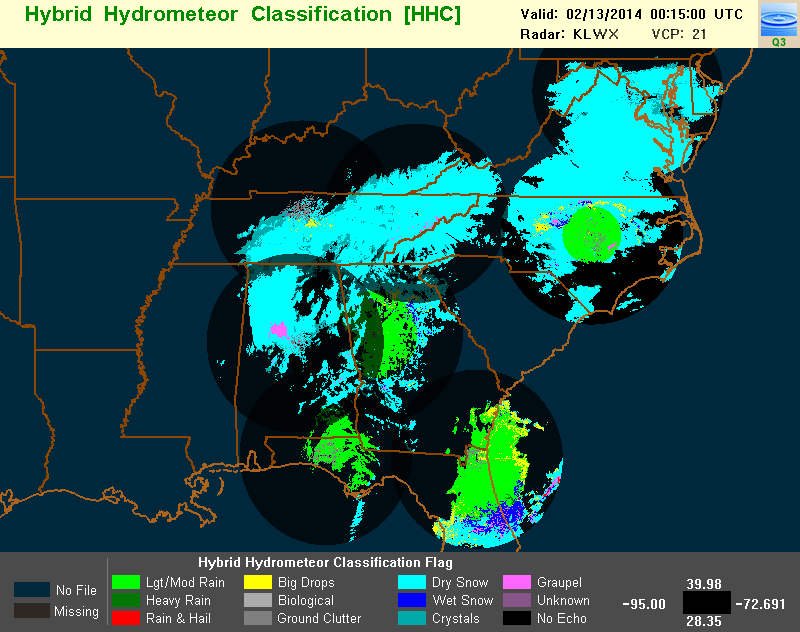 Hybrid Hydrometeor Classification [HHC]
Valid: 02/13/2014 00:15:00 UTC
Radar: KLWX VCP: 21
Q3
Hybrid Hydrometeor Classification Flag
No File
Missing
Lgt/Mod Rain
Heavy Rain
Rain & Hail
Big Drops
Biological
Ground Clutter
Dry Snow
Wet Snow
Crystals
Graupel
Unknown
No Echo
39.98
-95.00 -72.691
28.35